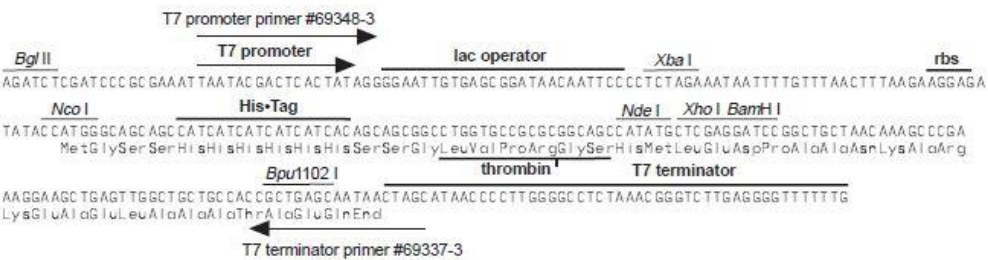 T7 promoter primer #69348-3
Bgl II T7 promoter lac operator Xba I rbs
AGATCTCGATCCCGCGAAATTAATACGACTCACTATAGGGGAATTGTGAGCGGATAACAATTCCCCTCTAGAAATAATTTTGTTTAACTTTAAGAAGGAGA
Nco I His•Tag Nde I Xho I BamH I
TATACCATGGGCAGCAGCCATCATCATCATCATCACAGCAGCGGCCTGGTGCCGCGCGGCAGCCATATGCTCGAGGATCCGGCTGCTAACAAAGCCCGA
MetGlySerSerHisHisHisHisHisHisSerSerGlyLeuValProArgGlySerHisMetLeuGluAspProAlaAlaAsnLysAlaArg
thrombin
Bpu1102 I T7 terminator
AAGGAAGCTGAGTTGGCTGCTGCCACCGCTGAGCAATAACTAGCATAACCCCTTGGGGCCTCTAAACGGGTCTTGAGGGGTTTTTTG
LysGluAlaGluLeuAlaAlaAlaThrAlaGluGlnEnd
T7 terminator primer #69337-3